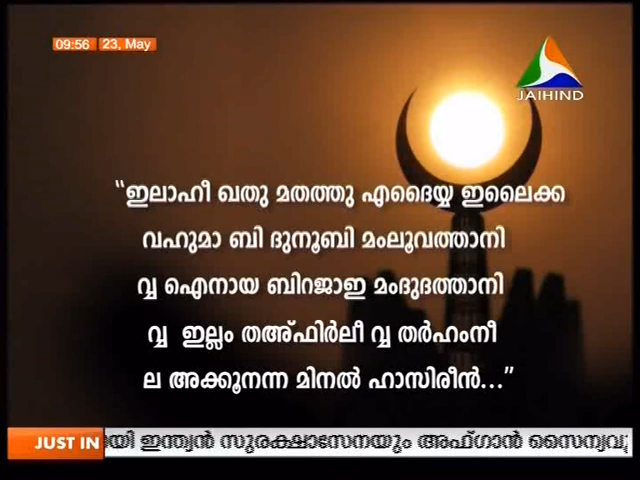 09:56 23, May
JAIHIND
“ഇലാഹീ ഖതു മതത്തു എദൈയ്യ ഇലൈക്ക
വഹുമാ ബി ദുനൂബി മംലൂവത്താനി
വ്വ ഐനായ ബിറജാഇ മംദുദത്താനി
വ്വ ഇല്ലം തഅ്ഫിർലീ വ്വ തർഹംനീ
ല അക്കൂനന്ന മിനൽ ഹാസിരീൻ...”
JUST IN യി ഇന്ത്യൻ സുരക്ഷാസേനയും അഫ്ഗാൻ സൈന്യവു